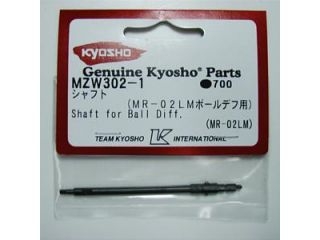 KYOSHO
Genuine Kyosho® Parts
MZW302-1 ●700
シャフト
(MR-02LMボールデフ用)
Shaft for Ball Diff.
(MR-02LM)
TEAM KYOSHO K INTERNATIONAL